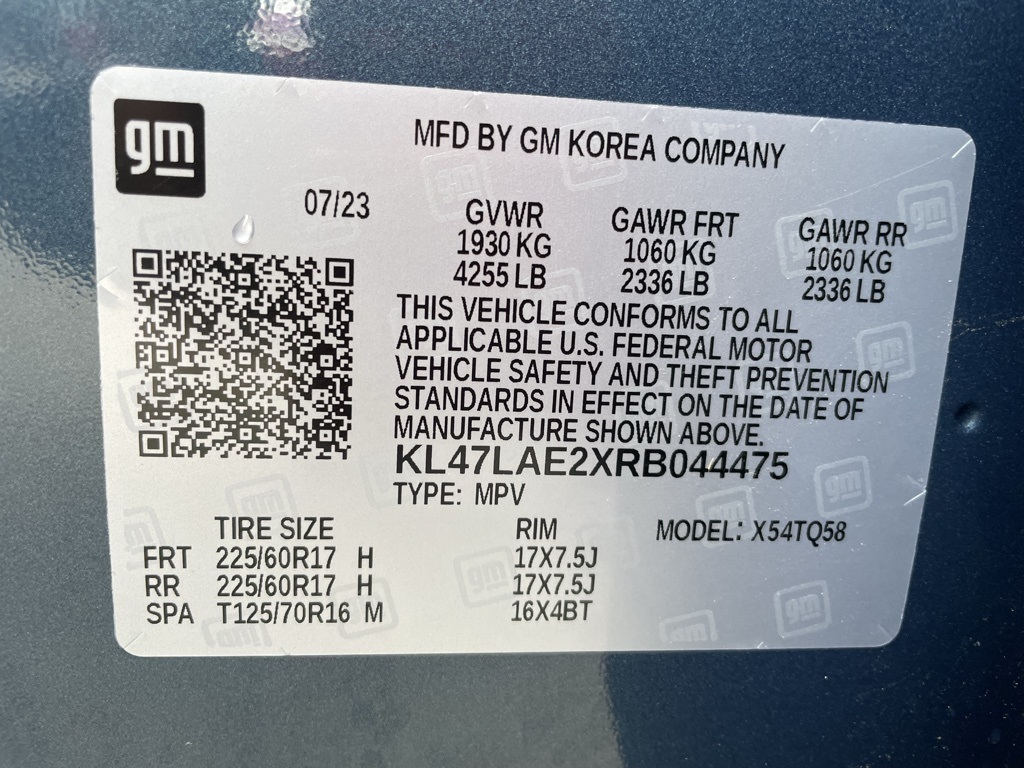 gm
MFD BY GM KOREA COMPANY
07/23
GVWR GAWR FRT GAWR RR
1930 KG 1060 KG 1060 KG
4255 LB 2336 LB 2336 LB
THIS VEHICLE CONFORMS TO ALL
APPLICABLE U.S. FEDERAL MOTOR
VEHICLE SAFETY AND THEFT PREVENTION
STANDARDS IN EFFECT ON THE DATE OF
MANUFACTURE SHOWN ABOVE.
KL47LAE2XRB044475
TYPE: MPV
TIRE SIZE RIM MODEL: X54TQ58
FRT 225/60R17 H 17X7.5J
RR 225/60R17 H 17X7.5J
SPA T125/70R16 M 16X4BT